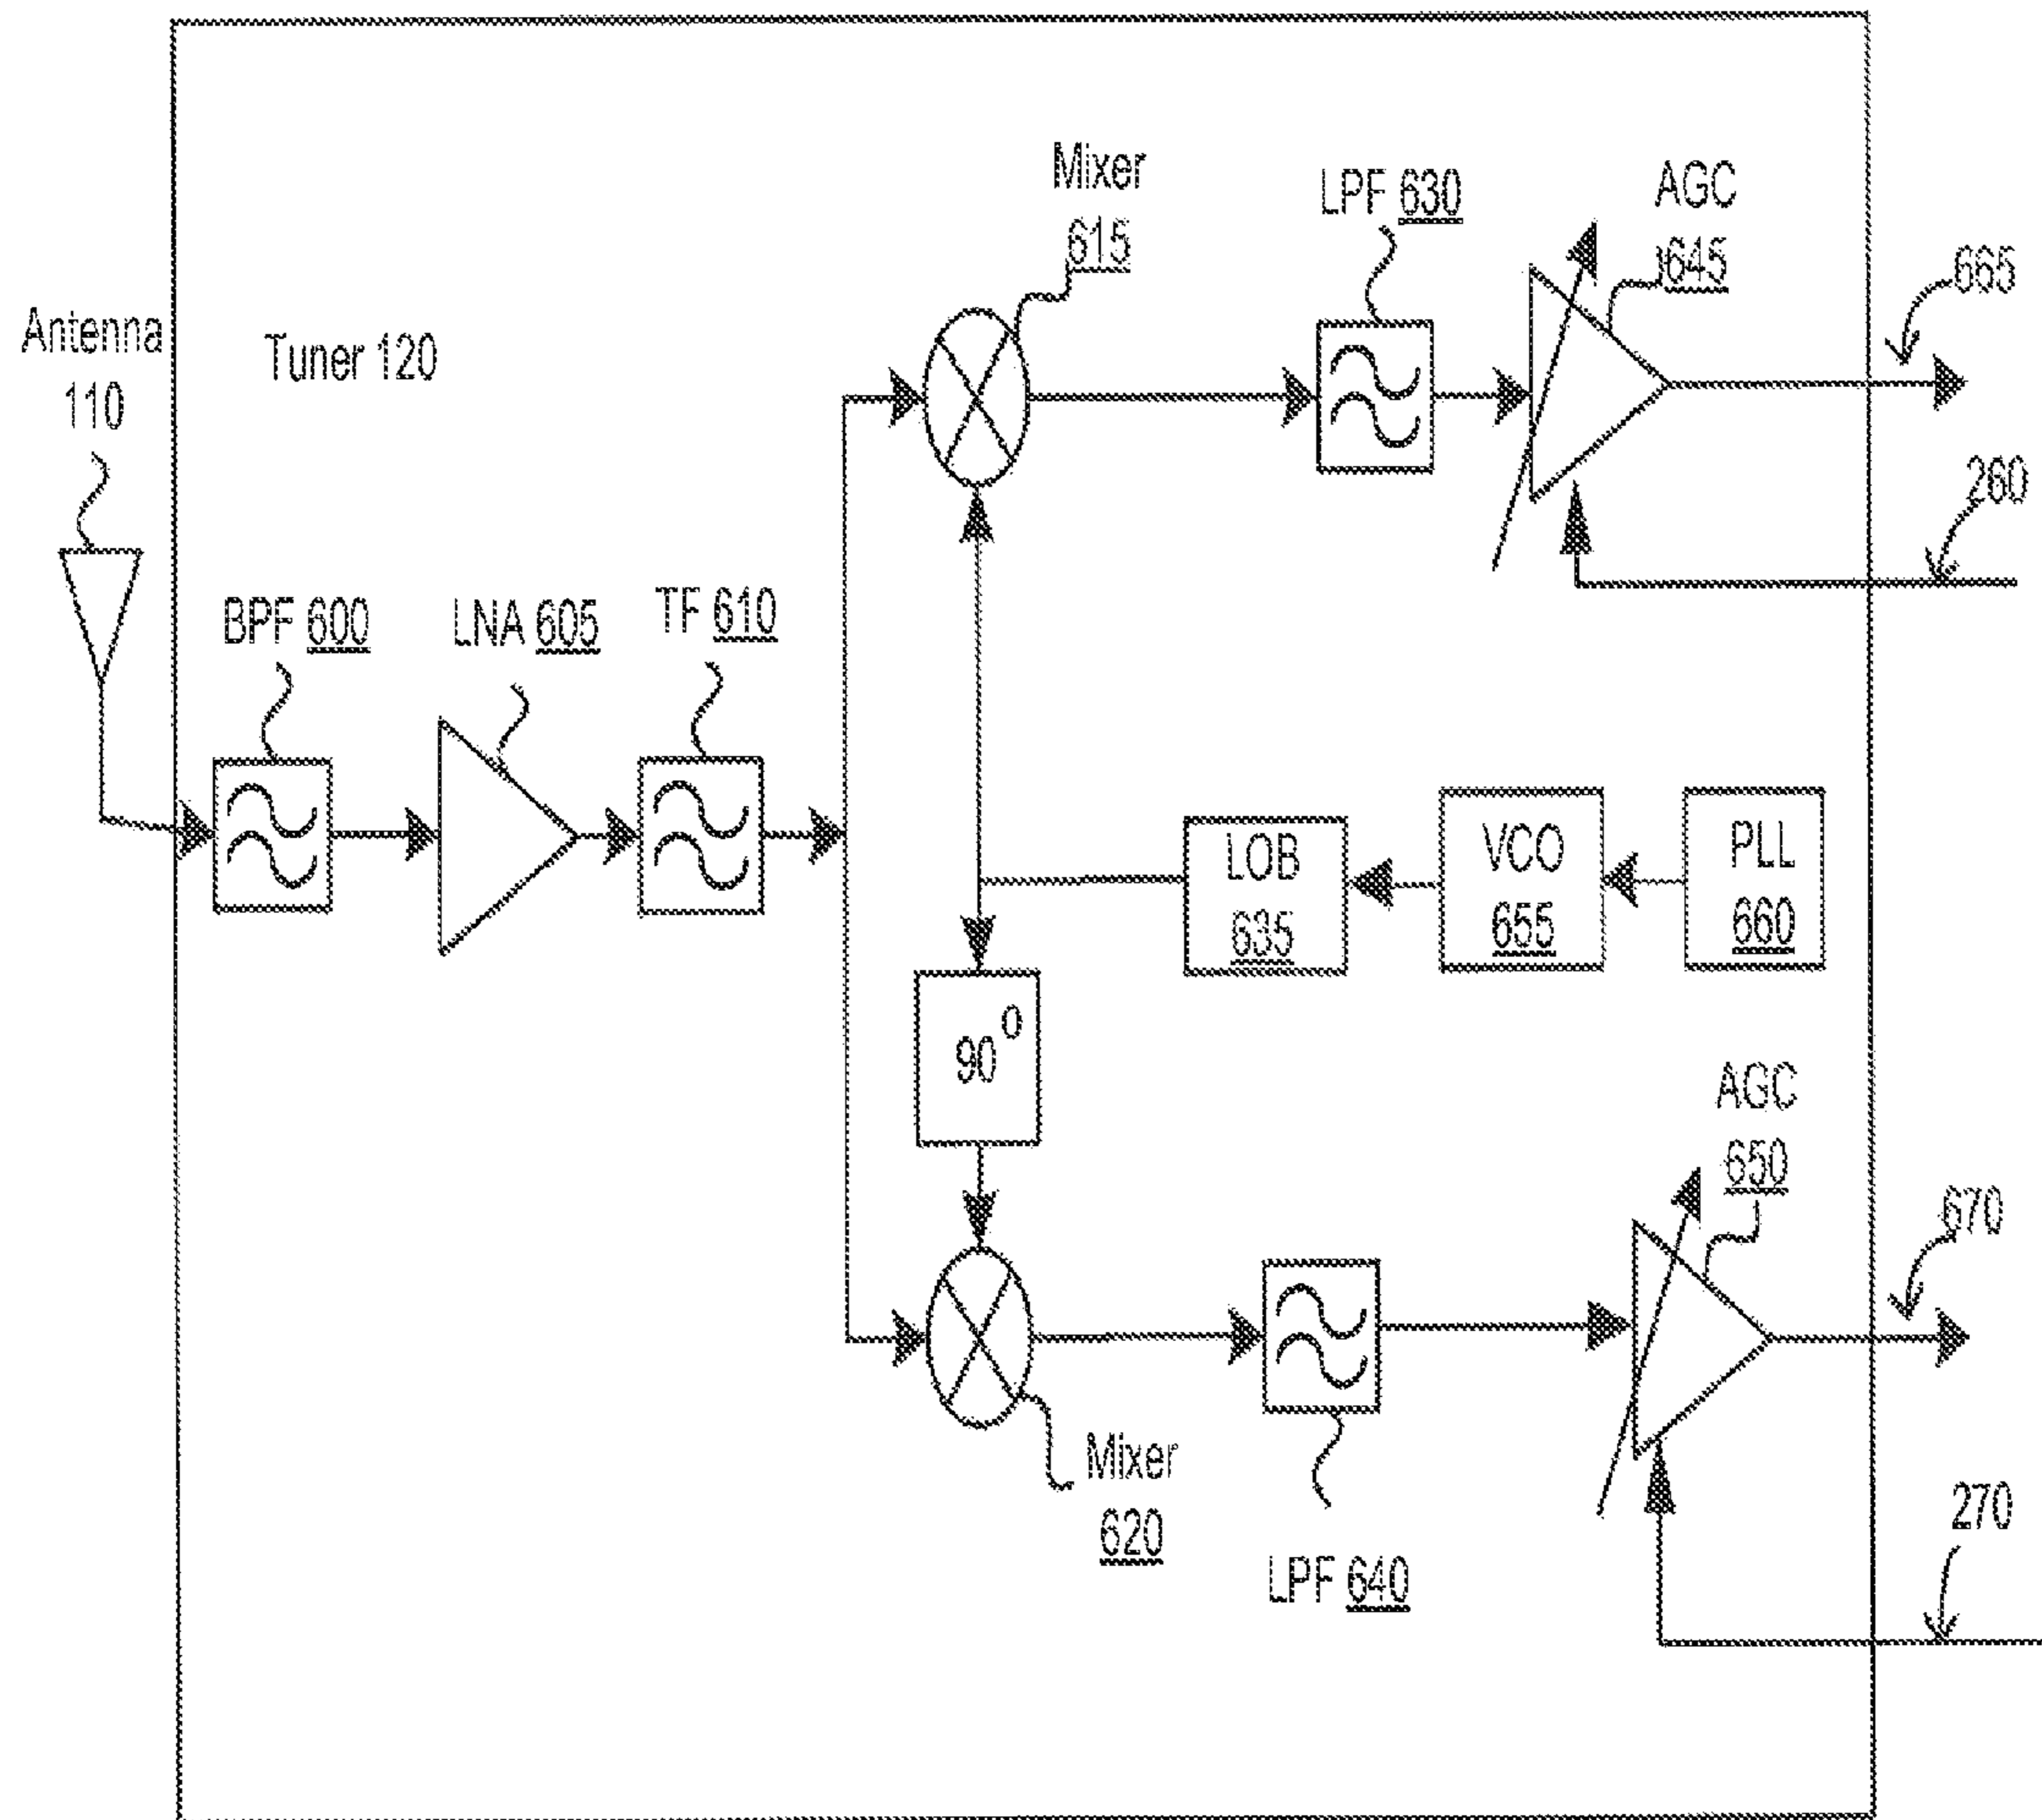 Mixer
615
LPF 630
AGC
645
665
Antenna
110
Tuner 120
260
BPF 600
LNA 605
TF 610
LOB
635
VCO
655
PLL
660
90°
AGC
650
670
Mixer
620
LPF 640
270